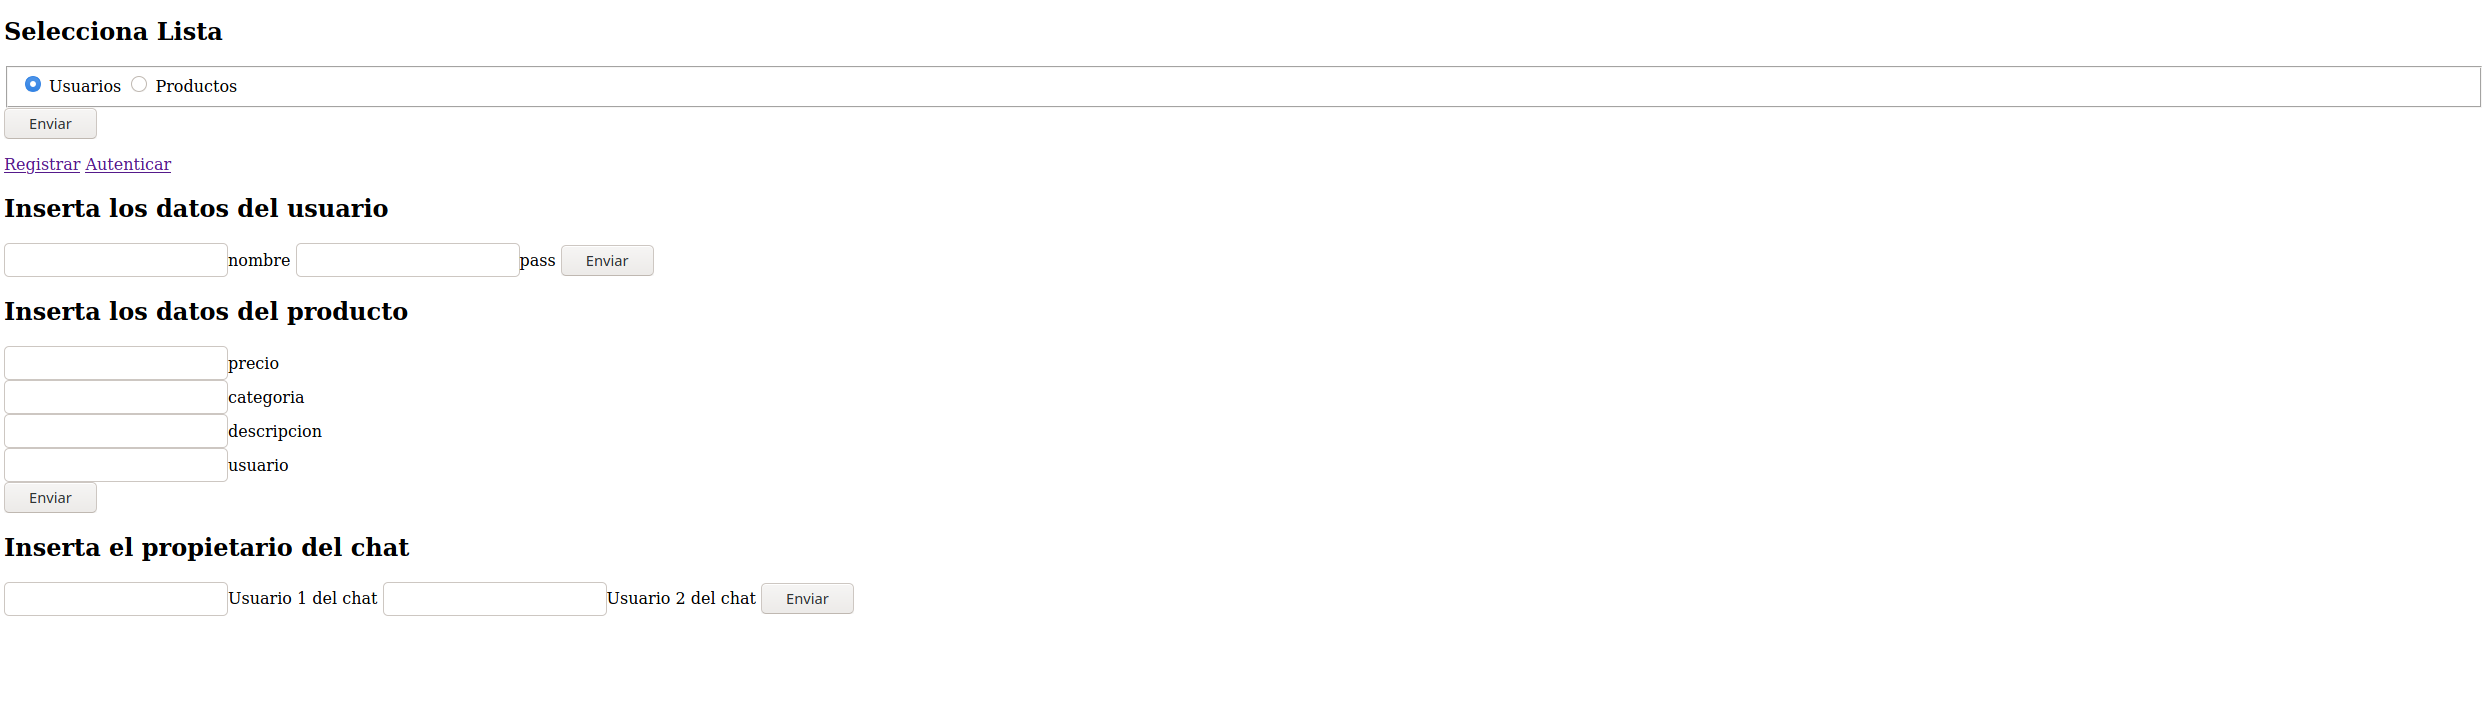 Selecciona Lista
Usuarios Productos
Enviar
Registrar Autenticar
Inserta los datos del usuario
nombre pass Enviar
Inserta los datos del producto
precio
categoria
descripcion
usuario
Enviar
Inserta el propietario del chat
Usuario 1 del chat Usuario 2 del chat Enviar